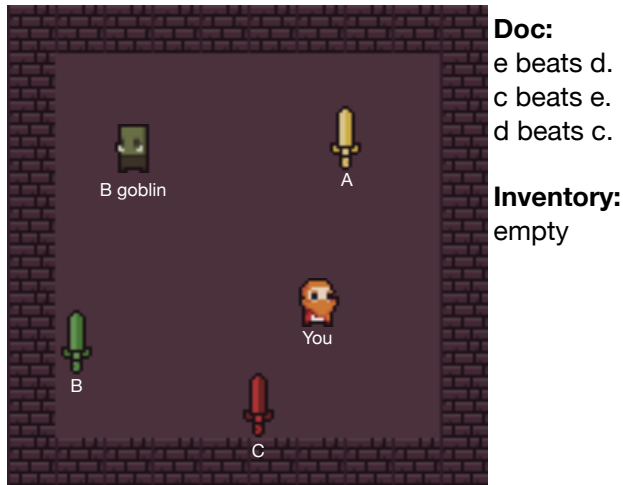 Doc:
e beats d.
c beats e.
d beats c.
Inventory:
empty
B goblin
A
You
B
C